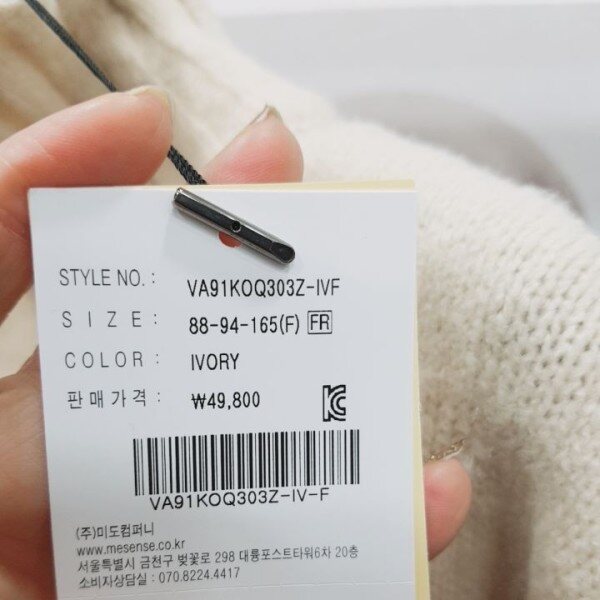 STYLE NO. : VA91KOQ303Z-IVF
SIZE : 88-94-165(F) FR
COLOR : IVORY
판매가격 : ₩49,800
KC
VA91KOQ303Z-IV-F
(주)미도컴퍼니
www.mesense.co.kr
서울특별시 금천구 벚꽃로 298 대륭포스트타워6차 20층
소비자상담실 : 070.8224.4417